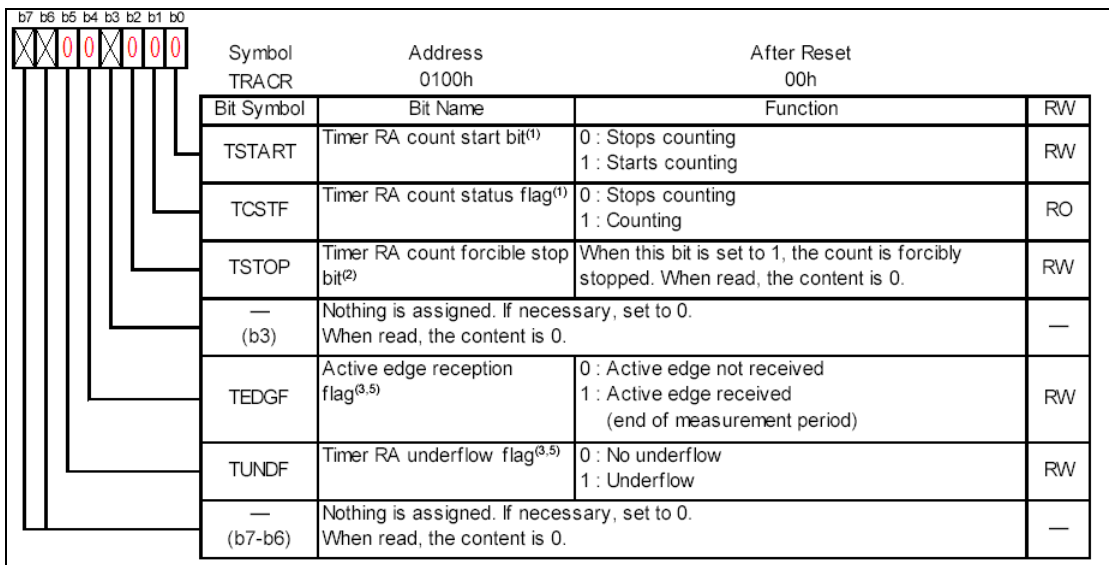 b7 b6 b5 b4 b3 b2 b1 b0
0 0 0 0 0
Symbol Address After Reset
TRACR 0100h 00h
Bit Symbol Bit Name Function RW
TSTART Timer RA count start bit(1) 0 : Stops counting RW
1 : Starts counting
TCSTF Timer RA count status flag(1) 0 : Stops counting RO
1 : Counting
TSTOP Timer RA count forcible stop When this bit is set to 1, the count is forcibly RW
bit(2) stopped. When read, the content is 0.
— Nothing is assigned. If necessary, set to 0. —
(b3) When read, the content is 0.
TEDGF Active edge reception 0 : Active edge not received RW
flag(3,5) 1 : Active edge received
(end of measurement period)
TUNDF Timer RA underflow flag(3,5) 0 : No underflow RW
1 : Underflow
— Nothing is assigned. If necessary, set to 0. —
(b7-b6) When read, the content is 0.